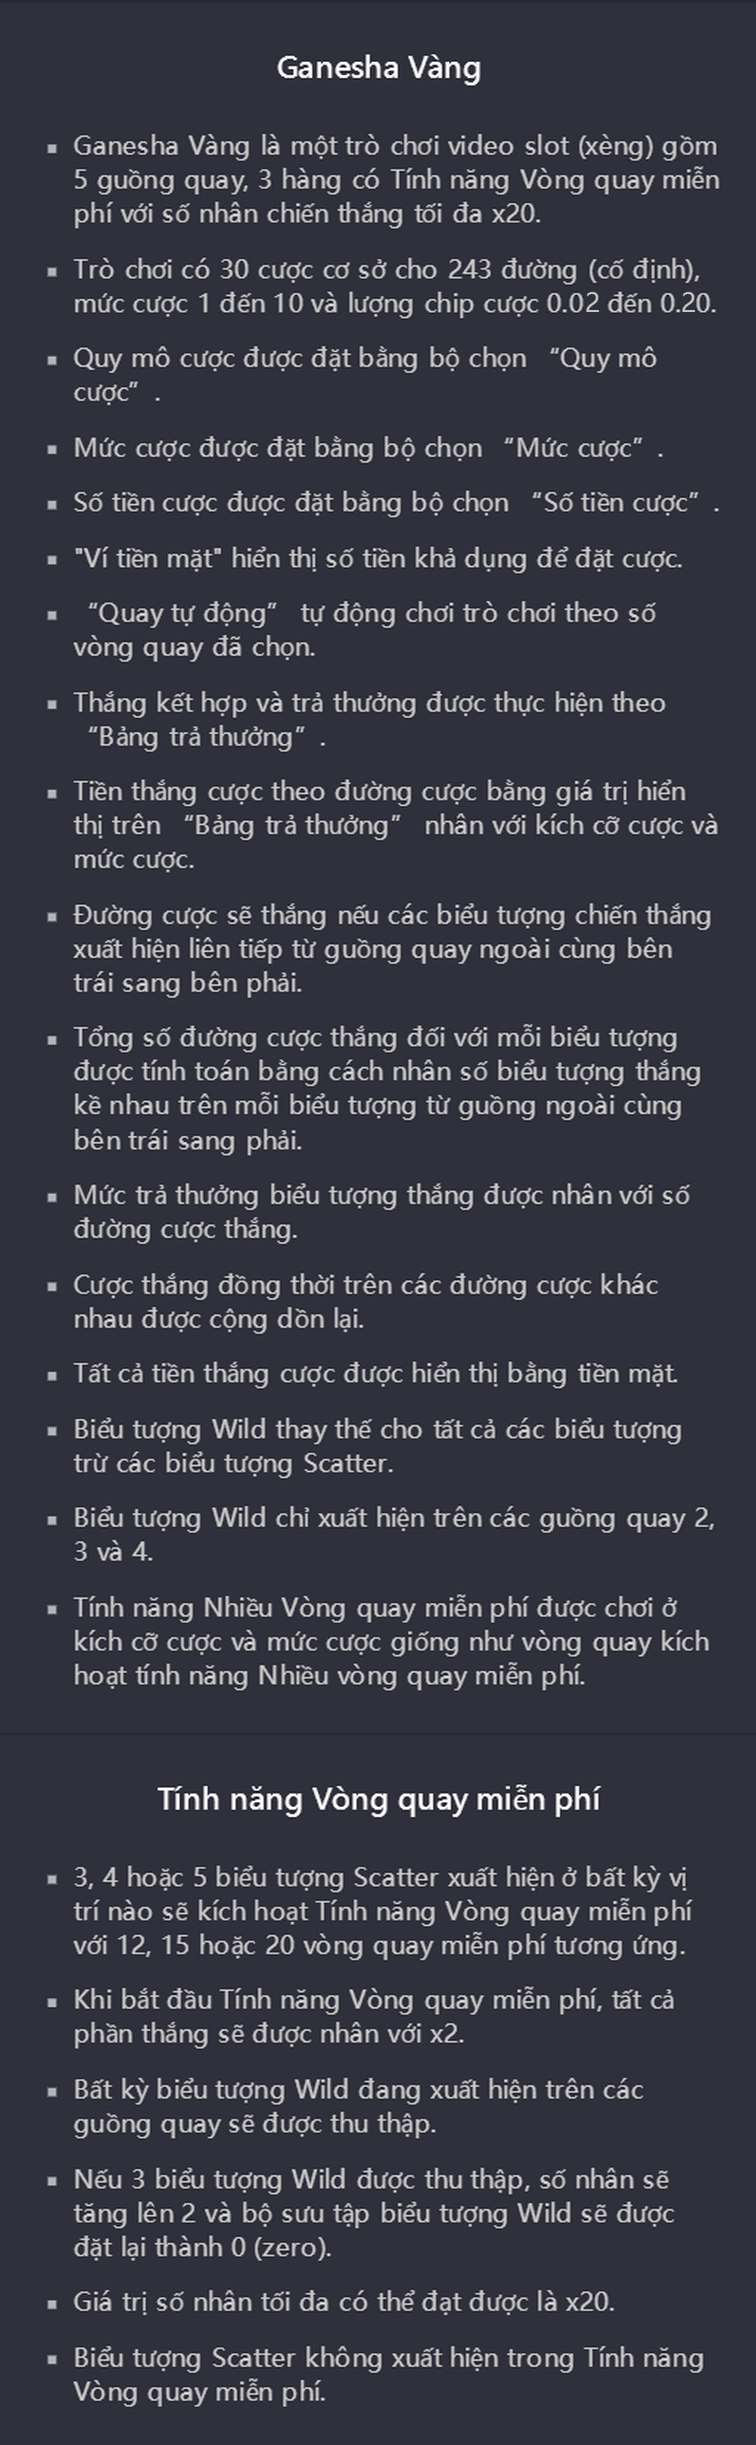 Ganesha Vàng
▪ Ganesha Vàng là một trò chơi video slot (xèng) gồm
5 guồng quay, 3 hàng có Tính năng Vòng quay miễn
phí với số nhân chiến thắng tối đa x20.
▪ Trò chơi có 30 cược cơ sở cho 243 đường (cố định),
mức cược 1 đến 10 và lượng chip cược 0.02 đến 0.20.
▪ Quy mô cược được đặt bằng bộ chọn “Quy mô
cược” .
▪ Mức cược được đặt bằng bộ chọn “Mức cược” .
▪ Số tiền cược được đặt bằng bộ chọn “Số tiền cược” .
▪ "Ví tiền mặt" hiển thị số tiền khả dụng để đặt cược.
▪ “Quay tự động” tự động chơi trò chơi theo số
vòng quay đã chọn.
▪ Thắng kết hợp và trả thưởng được thực hiện theo
“Bảng trả thưởng” .
▪ Tiền thắng cược theo đường cược bằng giá trị hiển
thị trên “Bảng trả thưởng” nhân với kích cỡ cược và
mức cược.
▪ Đường cược sẽ thắng nếu các biểu tượng chiến thắng
xuất hiện liên tiếp từ guồng quay ngoài cùng bên
trái sang bên phải.
▪ Tổng số đường cược thắng đối với mỗi biểu tượng
được tính toán bằng cách nhân số biểu tượng thắng
kề nhau trên mỗi biểu tượng từ guồng ngoài cùng
bên trái sang phải.
▪ Mức trả thưởng biểu tượng thắng được nhân với số
đường cược thắng.
▪ Cược thắng đồng thời trên các đường cược khác
nhau được cộng dồn lại.
▪ Tất cả tiền thắng cược được hiển thị bằng tiền mặt.
▪ Biểu tượng Wild thay thế cho tất cả các biểu tượng
trừ các biểu tượng Scatter.
▪ Biểu tượng Wild chỉ xuất hiện trên các guồng quay 2,
3 và 4.
▪ Tính năng Nhiều Vòng quay miễn phí được chơi ở
kích cỡ cược và mức cược giống như vòng quay kích
hoạt tính năng Nhiều vòng quay miễn phí.
Tính năng Vòng quay miễn phí
▪ 3, 4 hoặc 5 biểu tượng Scatter xuất hiện ở bất kỳ vị
trí nào sẽ kích hoạt Tính năng Vòng quay miễn phí
với 12, 15 hoặc 20 vòng quay miễn phí tương ứng.
▪ Khi bắt đầu Tính năng Vòng quay miễn phí, tất cả
phần thắng sẽ được nhân với x2.
▪ Bất kỳ biểu tượng Wild đang xuất hiện trên các
guồng quay sẽ được thu thập.
▪ Nếu 3 biểu tượng Wild được thu thập, số nhân sẽ
tăng lên 2 và bộ sưu tập biểu tượng Wild sẽ được
đặt lại thành 0 (zero).
▪ Giá trị số nhân tối đa có thể đạt được là x20.
▪ Biểu tượng Scatter không xuất hiện trong Tính năng
Vòng quay miễn phí.